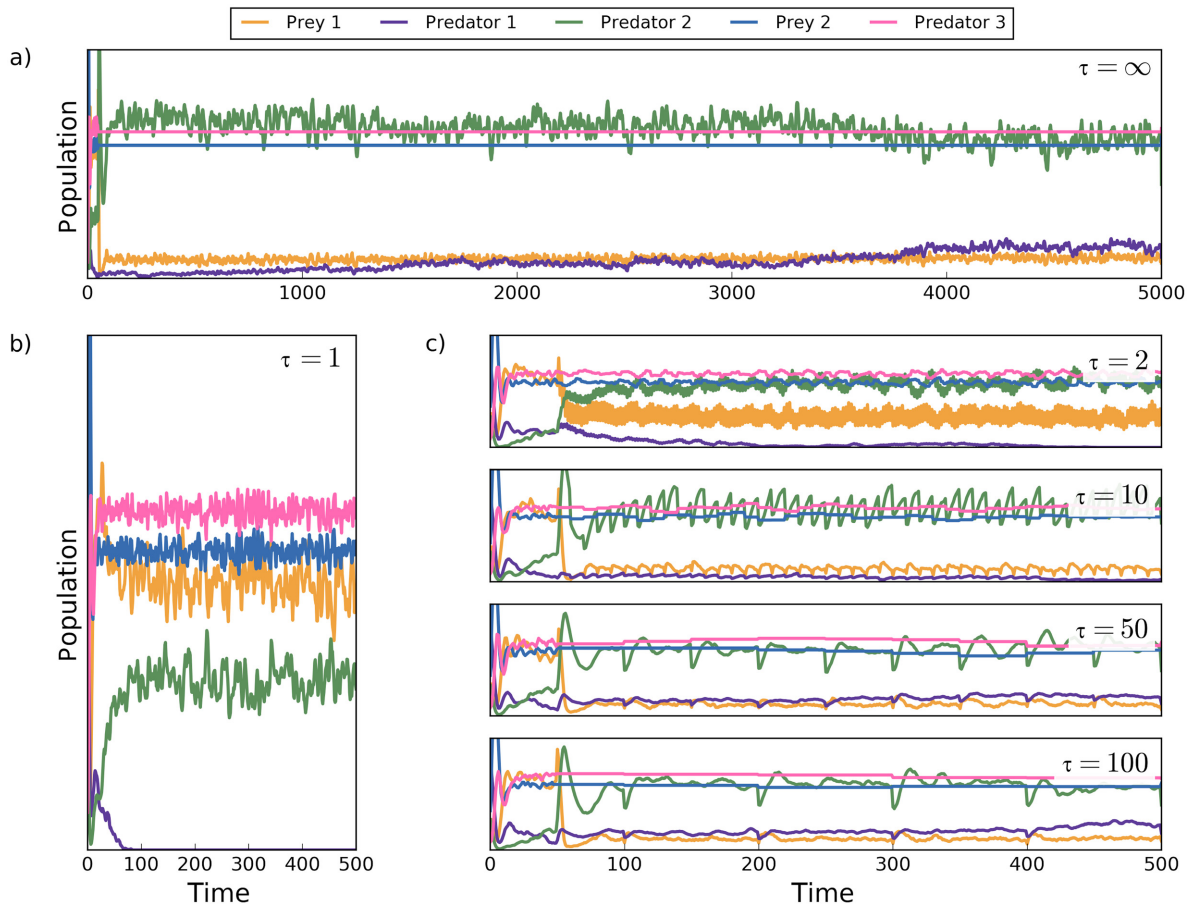 Prey 1 Predator 1 Predator 2 Prey 2 Predator 3
a)
τ = ∞
Population
0 1000 2000 3000 4000 5000
b)
τ = 1
Population
0 100 200 300 400 500
Time
c)
τ = 2
τ = 10
τ = 50
τ = 100
0 100 200 300 400 500
Time